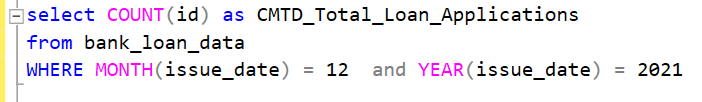 select COUNT(id) as CMTD_Total_Loan_Applications
from bank_loan_data
WHERE MONTH(issue_date) = 12  and YEAR(issue_date) = 2021